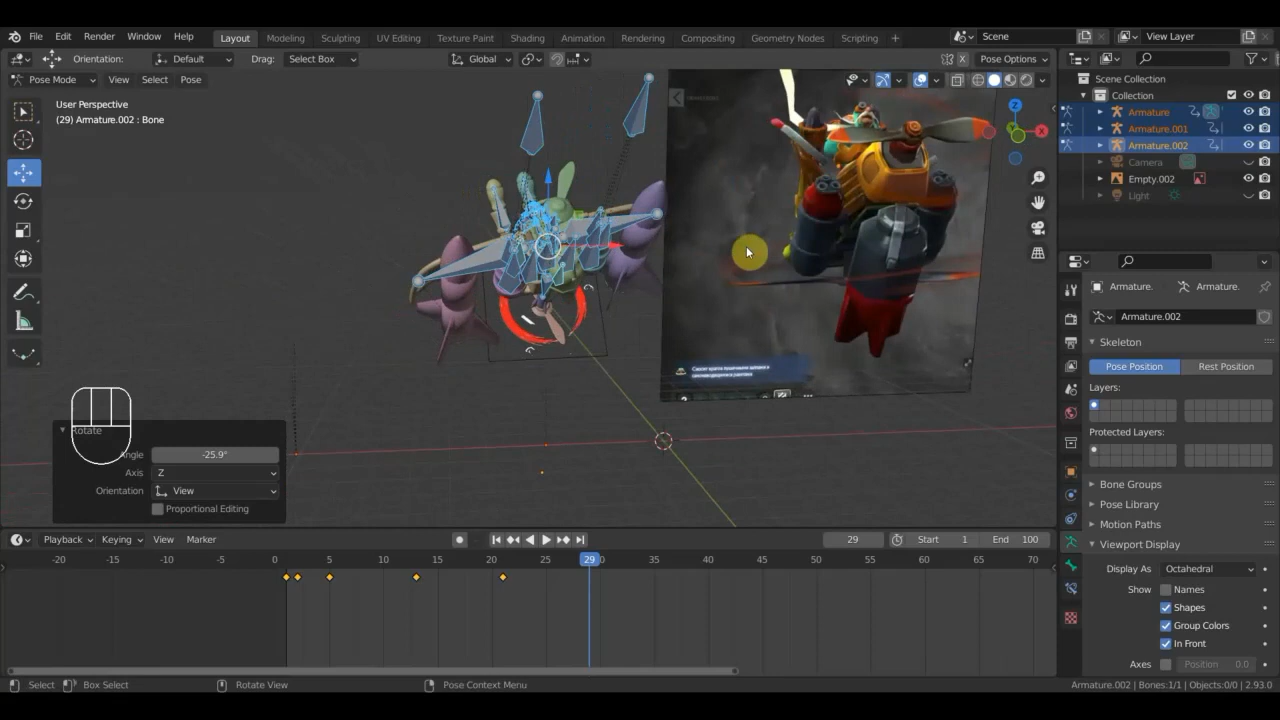 File Edit Render Window Help Layout Modeling Sculpting UV Editing Texture Paint Shading Animation Rendering Compositing Geometry Nodes Scripting + Scene View Layer
Orientation: Default Drag: Select Box Global X Pose Options
Pose Mode View Select Pose
User Perspective
(29) Armature.002 : Bone
Z
X
Y
Scene Collection
Collection
Armature
Armature.001
Armature.002
Camera
Empty.002
Light
Armature. Armature.
Armature.002
Skeleton
Pose Position Rest Position
Layers:
Protected Layers:
Bone Groups
Pose Library
Motion Paths
Viewport Display
Display As Octahedral
Show Names
Shapes
Group Colors
In Front
Axes Position 0.0
Rotate
Angle -25.9°
Axis Z
Orientation View
Proportional Editing
Playback Keying View Marker 29 Start 1 End 100
-20 -15 -10 -5 0 5 10 15 20 25 29 0 35 40 45 50 55 60 65 70
Select Box Select Rotate View Pose Context Menu Armature.002 | Bones:1/1 | Objects:0/0 | 2.93.0